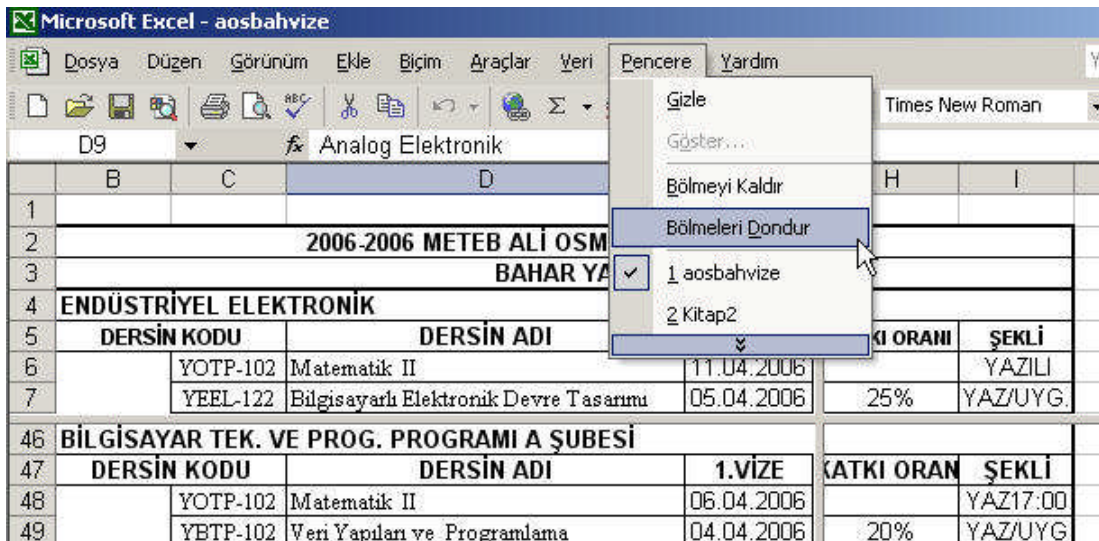 Microsoft Excel - aosbahvize
Dosya Düzen Görünüm Ekle Biçim Araçlar Veri Pencere Yardım
ABC Σ Times New Roman
Gizle
Göster...
Bölmeyi Kaldır
Bölmeleri Dondur
1 aosbahvize
2 Kitap2
D9 fx Analog Elektronik
B C D H I
1
2 2006-2006 METEB ALİ OSM
3 BAHAR YA
4 ENDÜSTRİYEL ELEKTRONİK
5 DERSİN KODU DERSİN ADI KI ORANI ŞEKLİ
6 YOTP-102 Matematik II 11.04.2006 YAZILI
7 YEEL-122 Bilgisayarlı Elektronik Devre Tasarımı 05.04.2006 25% YAZ/UYG.
46 BİLGİSAYAR TEK. VE PROG. PROGRAMI A ŞUBESİ
47 DERSİN KODU DERSİN ADI 1.VİZE KATKI ORAN ŞEKLİ
48 YOTP-102 Matematik II 06.04.2006 YAZ17:00
49 YBTP-102 Veri Yapıları ve Programlama 04.04.2006 20% YAZ/UYG